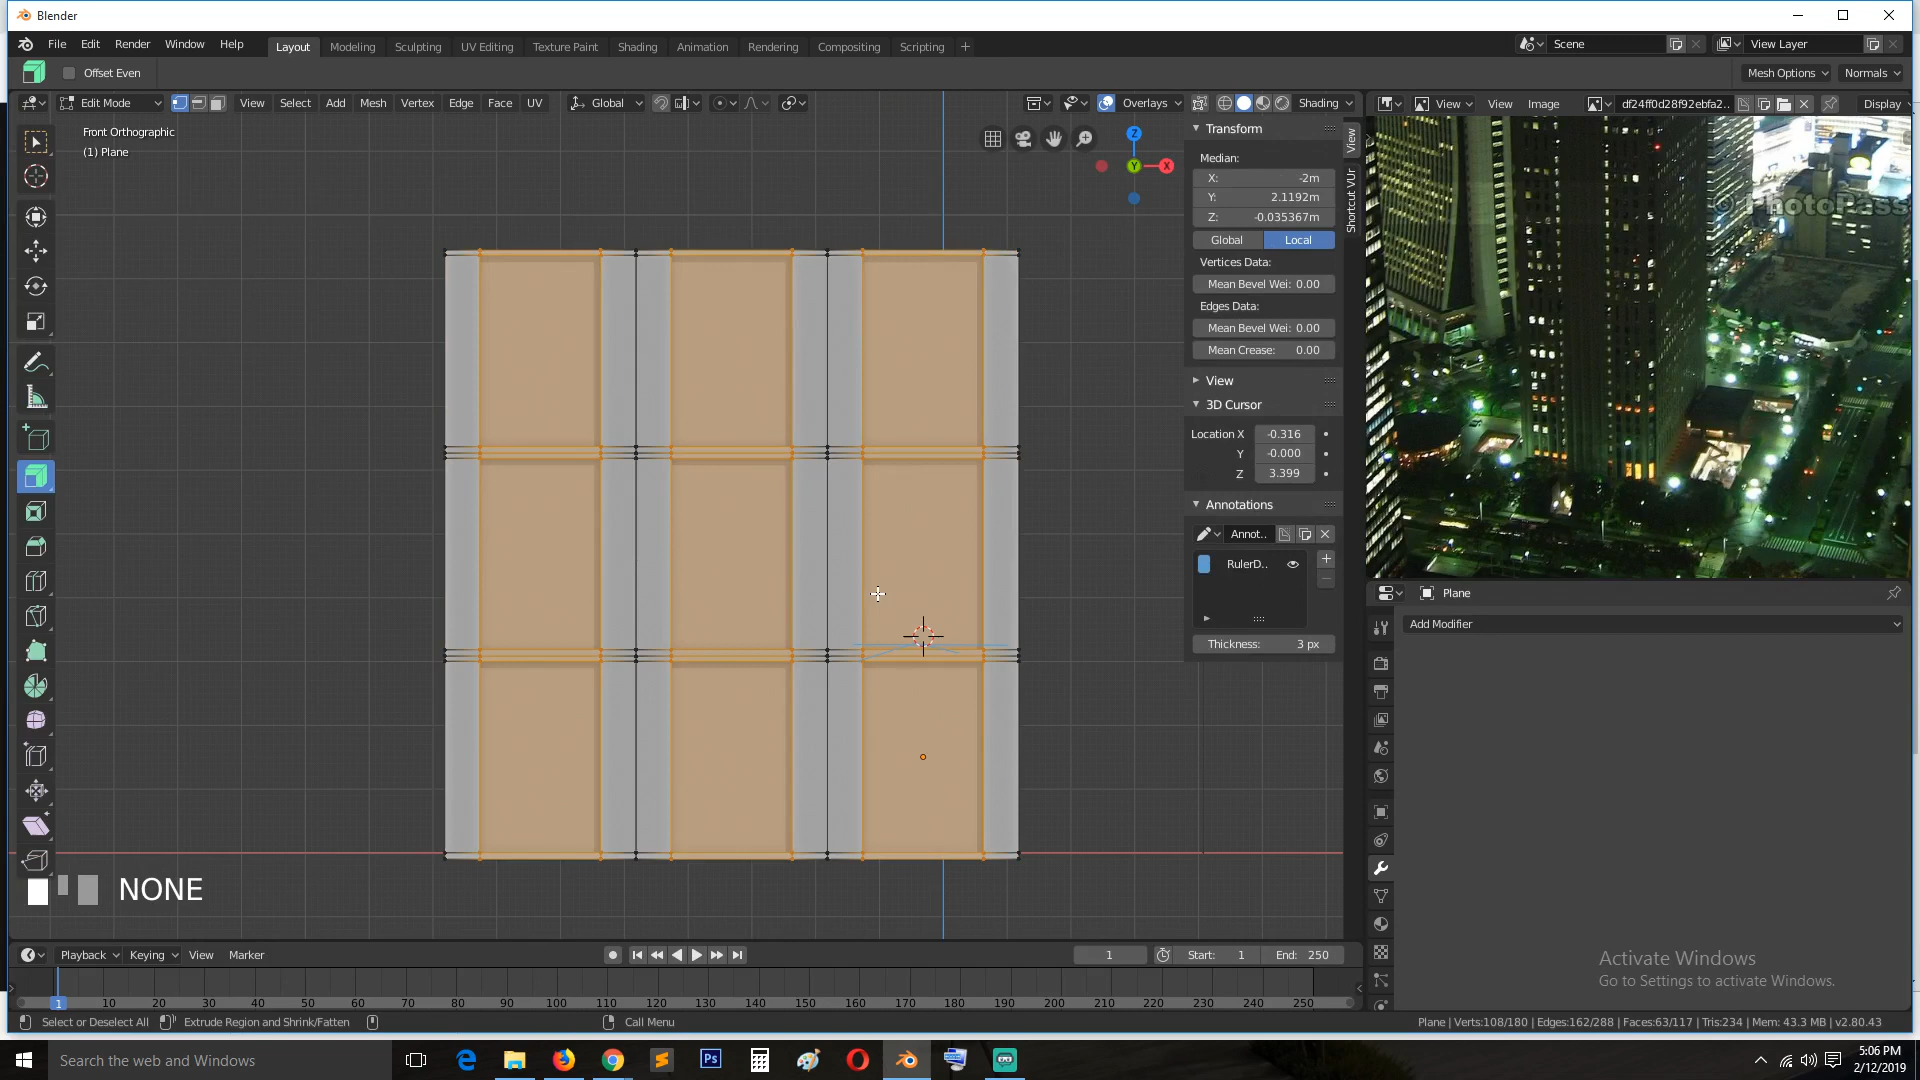 Blender
File Edit Render Window Help Layout Modeling Sculpting UV Editing Texture Paint Shading Animation Rendering Compositing Scripting + Scene View Layer
Offset Even Mesh Options Normals
Edit Mode View Select Add Mesh Vertex Edge Face UV Global Overlays Shading View View Image df24ff0d28f92ebfa2.. Display
Front Orthographic
(1) Plane
Z
Y
X
Transform
Median:
X: -2m
Y: 2.1192m
Z: -0.035367m
Global Local
Vertices Data:
Mean Bevel Wei: 0.00
Edges Data:
Mean Bevel Wei: 0.00
Mean Crease: 0.00
View
3D Cursor
Location X -0.316
Y -0.000
Z 3.399
Annotations
Annot..
RulerD..
Thickness: 3 px
View
Shortcut VUr
© PhotoPass
Plane
Add Modifier
NONE
Activate Windows
Go to Settings to activate Windows.
Playback Keying View Marker 1 Start: 1 End: 250
1 10 20 30 40 50 60 70 80 90 100 110 120 130 140 150 160 170 180 190 200 210 220 230 240 250
Select or Deselect All Extrude Region and Shrink/Fatten Call Menu Plane | Verts:108/180 | Edges:162/288 | Faces:63/117 | Tris:234 | Mem: 43.3 MB | v2.80.43
Search the web and Windows
Ps
5:06 PM
2/12/2019